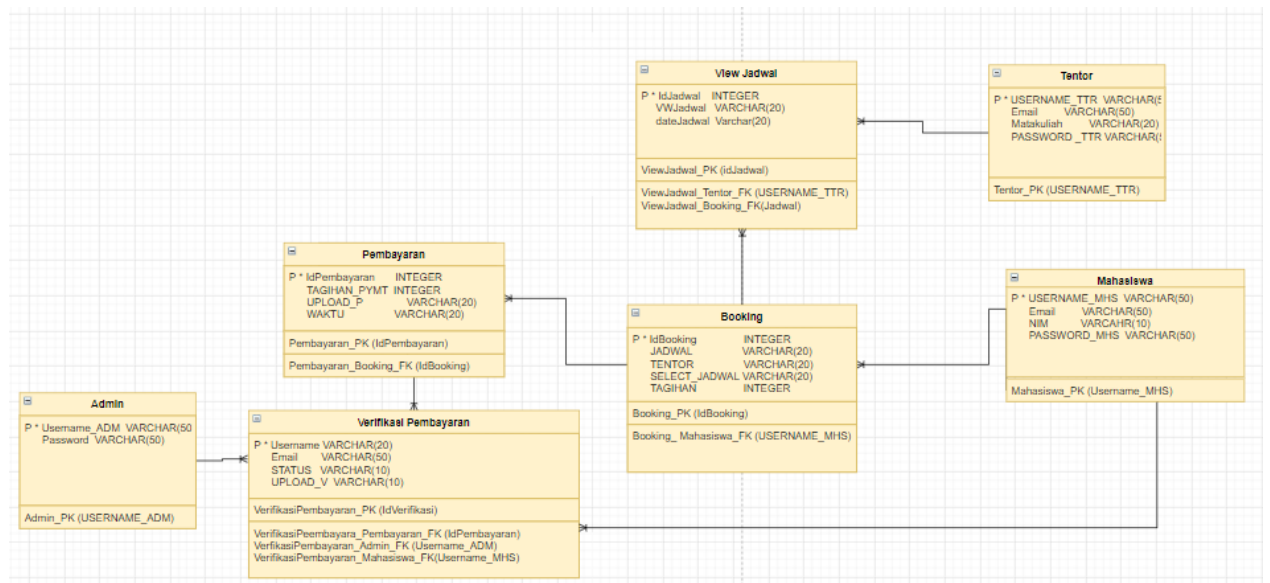 View Jadwal
P * IdJadwal INTEGER
VWJadwal VARCHAR(20)
dateJadwal Varchar(20)
ViewJadwal_PK (idJadwal)
ViewJadwal_Tentor_FK (USERNAME_TTR)
ViewJadwal_Booking_FK(Jadwal)
Tentor
P * USERNAME_TTR VARCHAR(5
Email VARCHAR(50)
Matakuliah VARCHAR(20)
PASSWORD _TTR VARCHAR(5
Tentor_PK (USERNAME_TTR)
Pembayaran
P * IdPembayaran INTEGER
TAGIHAN_PYMT INTEGER
UPLOAD_P VARCHAR(20)
WAKTU VARCHAR(20)
Pembayaran_PK (IdPembayaran)
Pembayaran_Booking_FK (IdBooking)
Booking
P * IdBooking INTEGER
JADWAL VARCHAR(20)
TENTOR VARCHAR(20)
SELECT_JADWAL VARCHAR(20)
TAGIHAN INTEGER
Booking_PK (IdBooking)
Booking_ Mahasiswa_FK (USERNAME_MHS)
Mahasiswa
P * USERNAME_MHS VARCHAR(50)
Email VARCHAR(50)
NIM VARCAHR(10)
PASSWORD_MHS VARCHAR(50)
Mahasiswa_PK (Username_MHS)
Admin
P * Username_ADM VARCHAR(50
Password VARCHAR(50)
Admin_PK (USERNAME_ADM)
Verifikasi Pembayaran
P * Username VARCHAR(20)
Email VARCHAR(50)
STATUS VARCHAR(10)
UPLOAD_V VARCHAR(10)
VerifikasiPembayaran_PK (IdVerifikasi)
VerifikasiPeembayara_Pembayaran_FK (IdPembayaran)
VerfikasiPembayaran_Admin_FK (Username_ADM)
VerifikasiPembayaran_Mahasiswa_FK(Username_MHS)